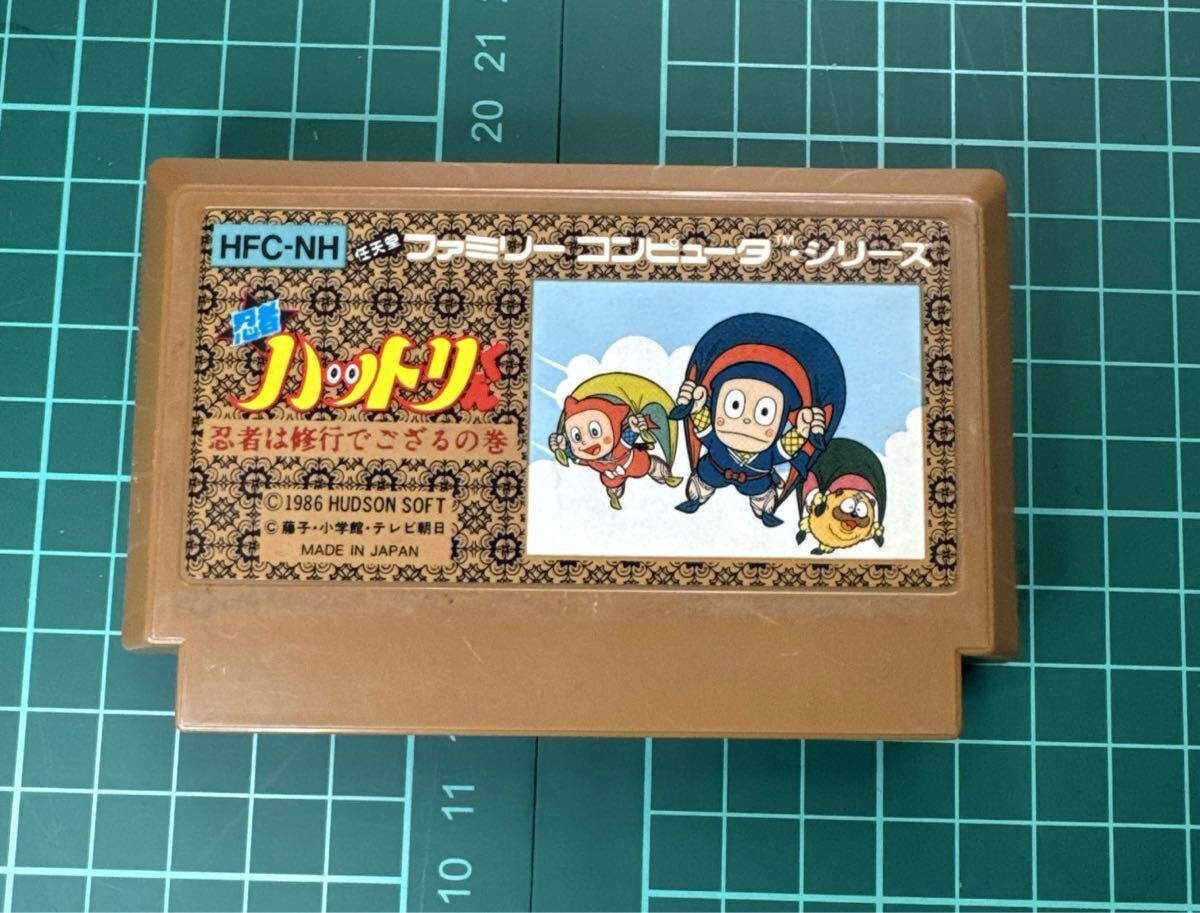 21
20
HFC-NH
任天堂 ファミリー コンピュータ™・シリーズ
忍者
ハットリくん
忍者は修行でござるの巻
©1986 HUDSON SOFT
©藤子・小学館・テレビ朝日
MADE IN JAPAN
11
10